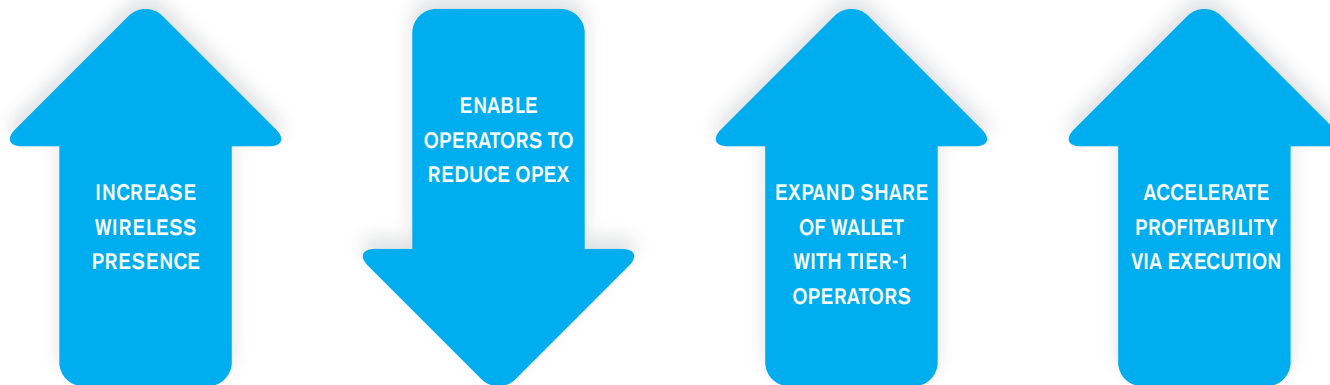 INCREASE
WIRELESS
PRESENCE
ENABLE
OPERATORS TO
REDUCE OPEX
EXPAND SHARE
OF WALLET
WITH TIER-1
OPERATORS
ACCELERATE
PROFITABILITY
VIA EXECUTION